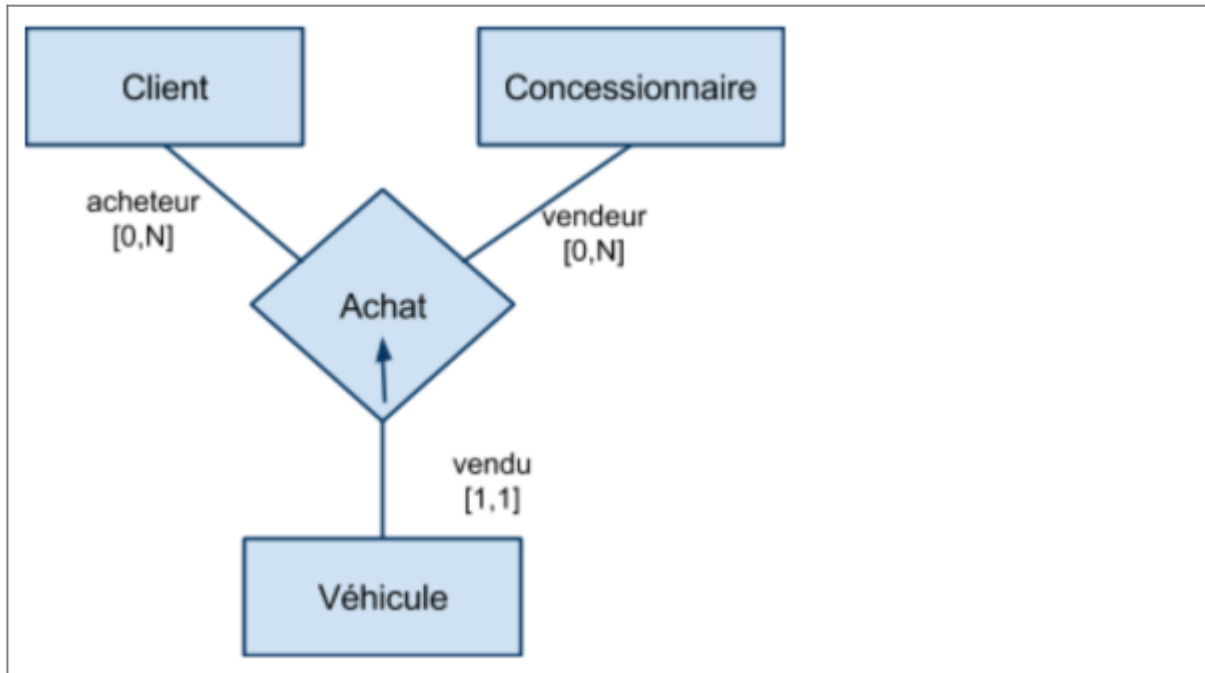 Client
Concessionnaire
acheteur
[0,N]
vendeur
[0,N]
Achat
vendu
[1,1]
Véhicule